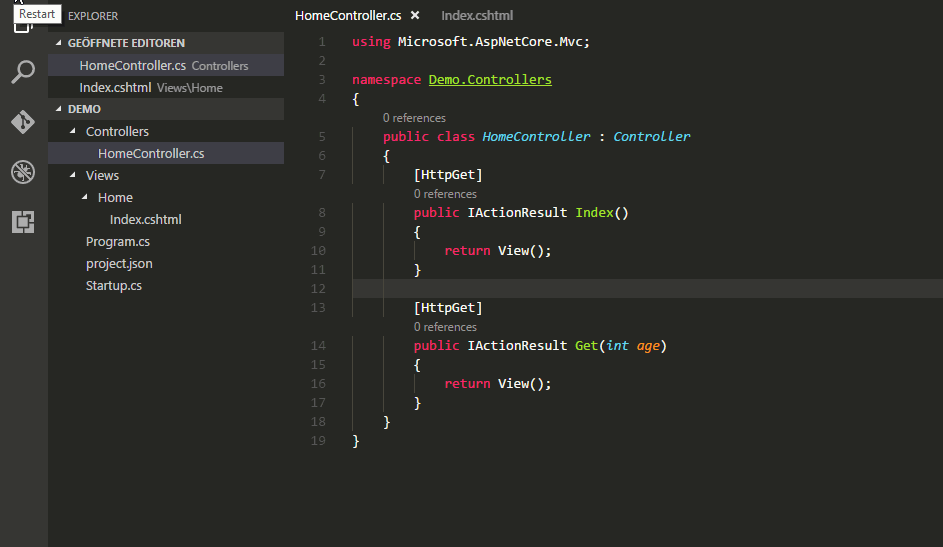 Restart
EXPLORER
GEÖFFNETE EDITOREN
HomeController.cs Controllers
Index.cshtml Views\Home
DEMO
Controllers
HomeController.cs
Views
Home
Index.cshtml
Program.cs
project.json
Startup.cs
HomeController.cs × Index.cshtml
1 using Microsoft.AspNetCore.Mvc;
2
3 namespace Demo.Controllers
4 {
0 references
5 public class HomeController : Controller
6 {
7 [HttpGet]
0 references
8 public IActionResult Index()
9 {
10 return View();
11 }
12
13 [HttpGet]
0 references
14 public IActionResult Get(int age)
15 {
16 return View();
17 }
18 }
19 }